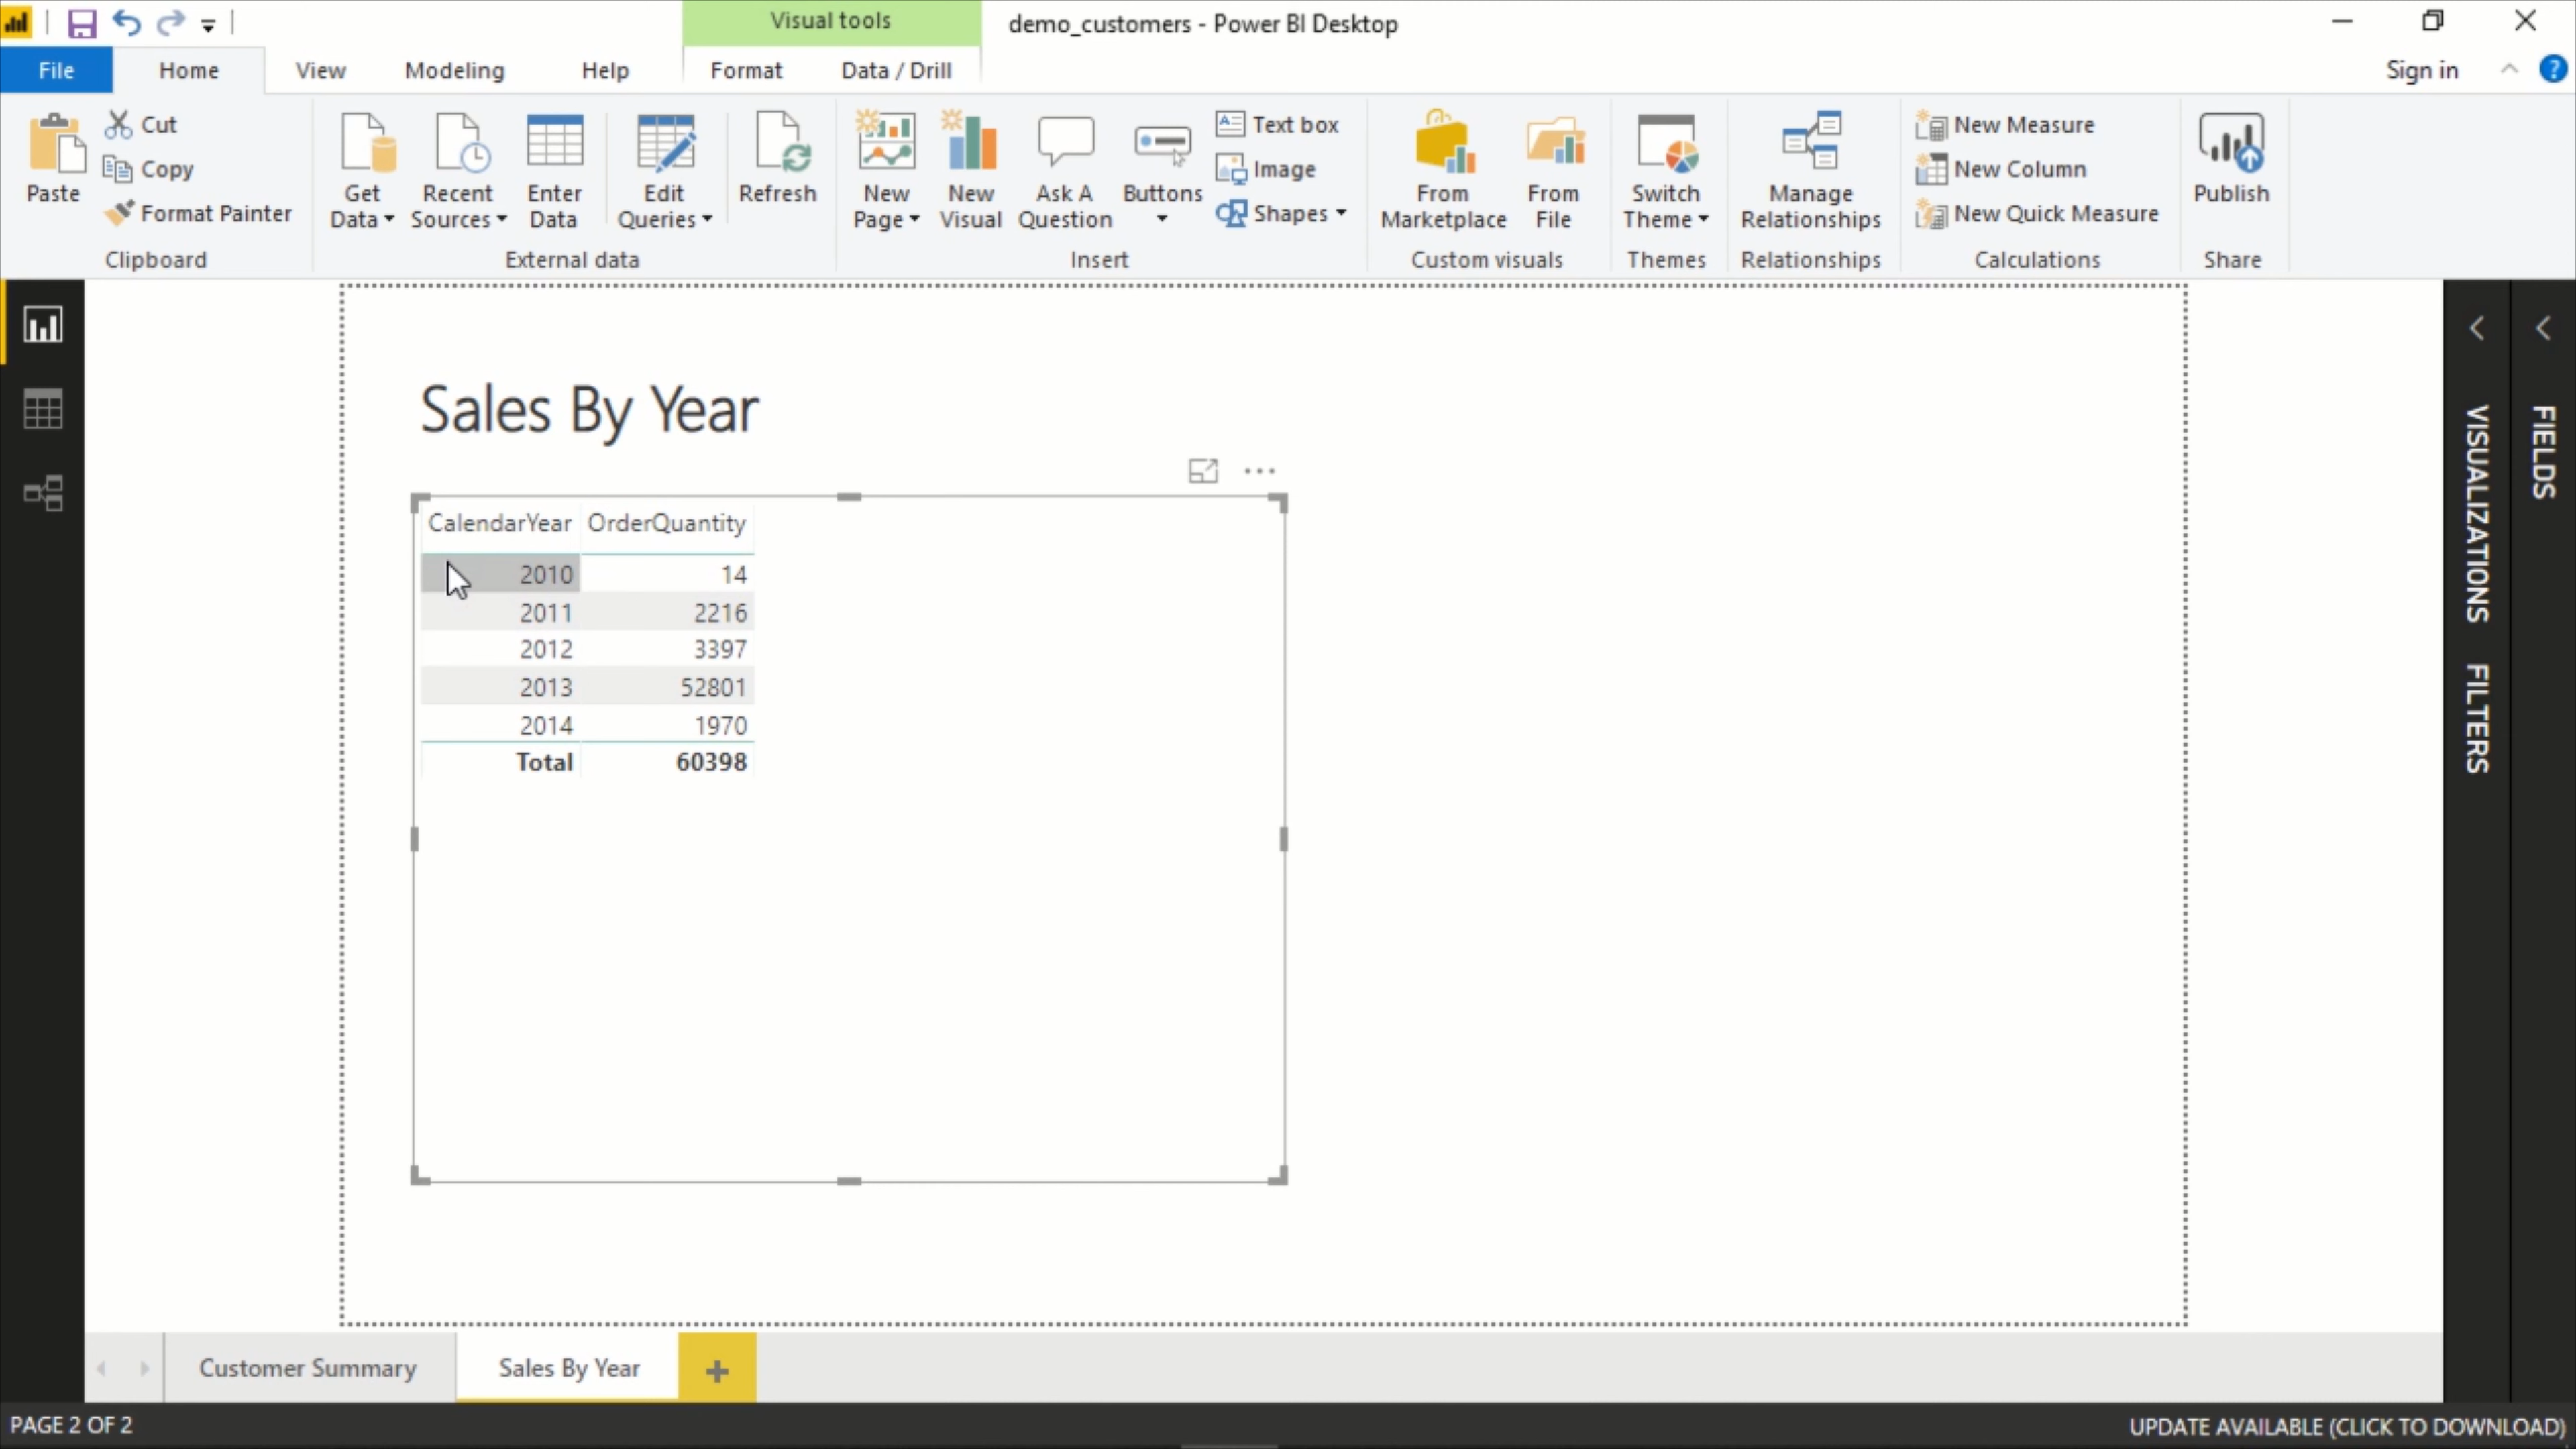 Visual tools
demo_customers - Power BI Desktop
File Home View Modeling Help Format Data / Drill Sign in ?
Paste
Cut
Copy
Format Painter
Clipboard
Get Data
Recent Sources
Enter Data
Edit Queries
Refresh
External data
New Page
New Visual
Ask A Question
Buttons
Text box
Image
Shapes
Insert
From Marketplace
From File
Custom visuals
Switch Theme
Themes
Manage Relationships
Relationships
New Measure
New Column
New Quick Measure
Calculations
Publish
Share
Sales By Year
CalendarYear OrderQuantity
2010 14
2011 2216
2012 3397
2013 52801
2014 1970
Total 60398
VISUALIZATIONS
FILTERS
FIELDS
Customer Summary Sales By Year +
PAGE 2 OF 2
UPDATE AVAILABLE (CLICK TO DOWNLOAD)